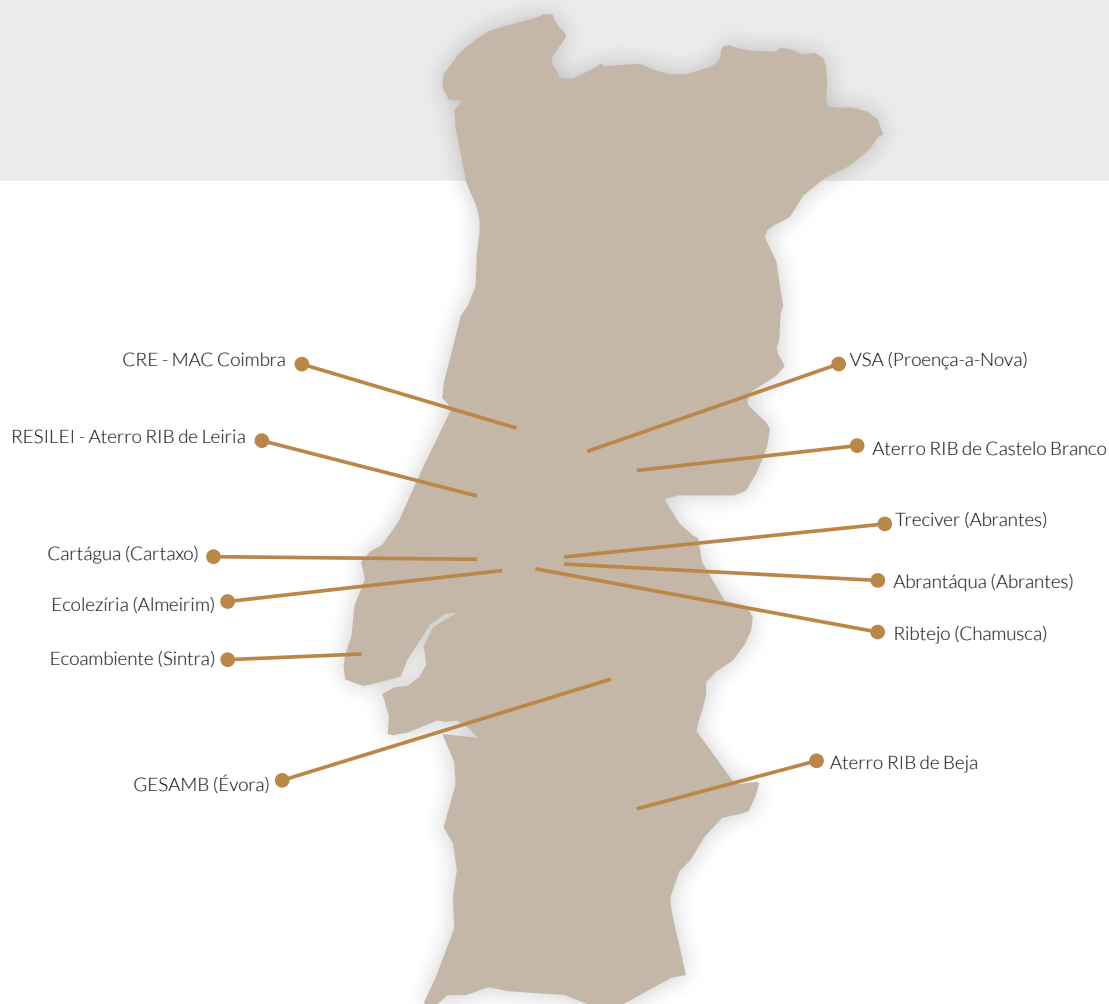 CRE - MAC Coimbra
VSA (Proença-a-Nova)
RESILEI - Aterro RIB de Leiria
Aterro RIB de Castelo Branco
Treciver (Abrantes)
Cartágua (Cartaxo)
Abrantáqua (Abrantes)
Ecolezíria (Almeirim)
Ribtejo (Chamusca)
Ecoambiente (Sintra)
Aterro RIB de Beja
GESAMB (Évora)